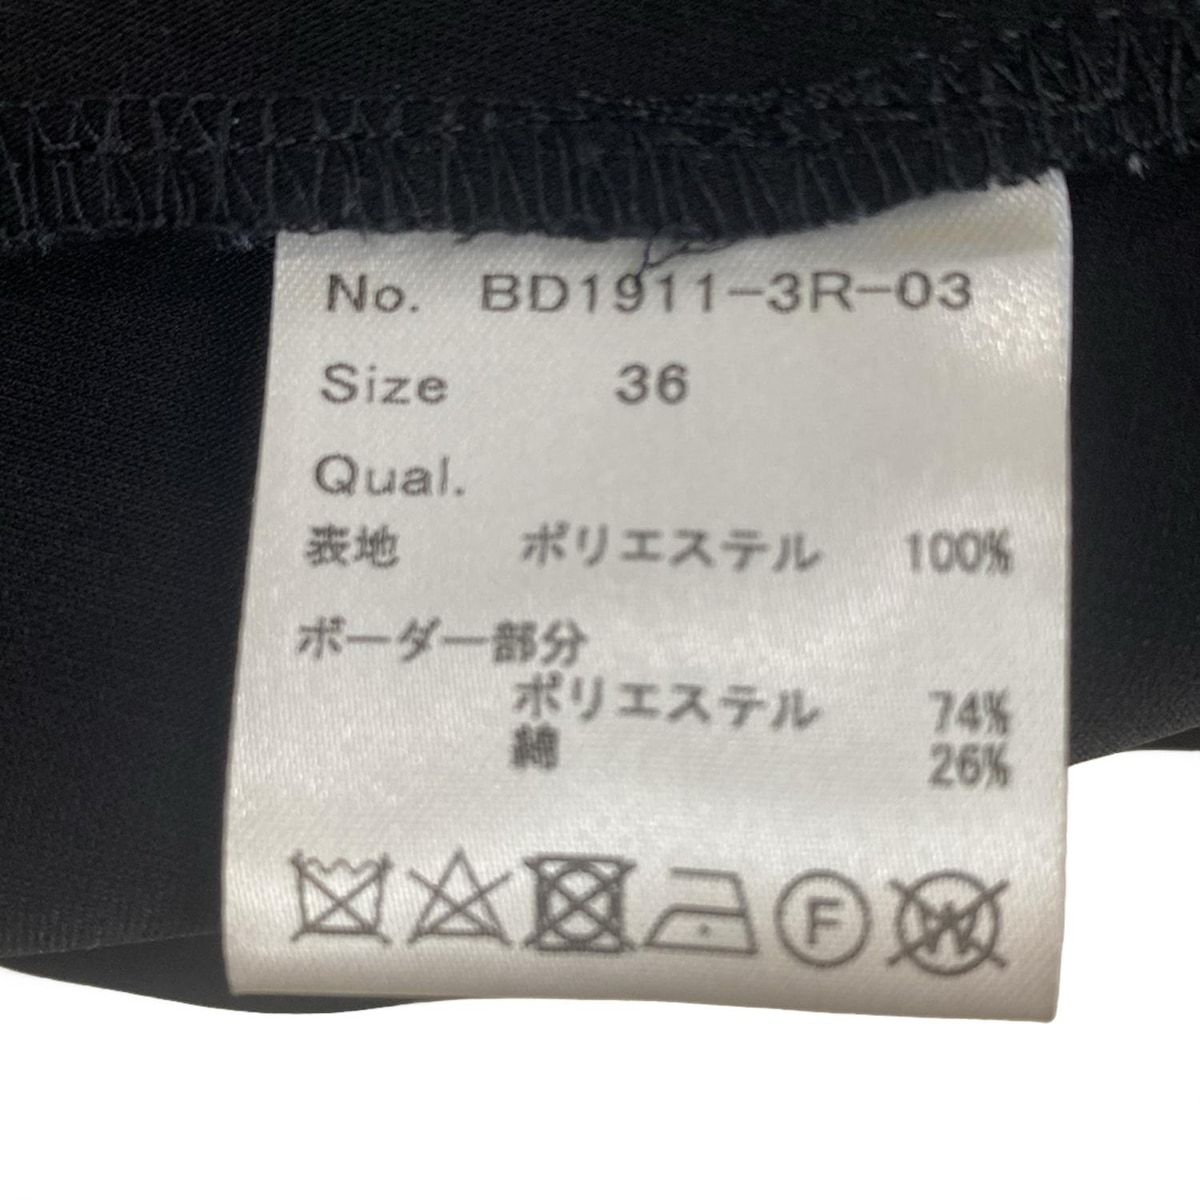 No. BD1911-3R-03
Size 36
Qual.
表地 ポリエステル 100%
ボーダー部分
ポリエステル 74%
綿 26%
F W